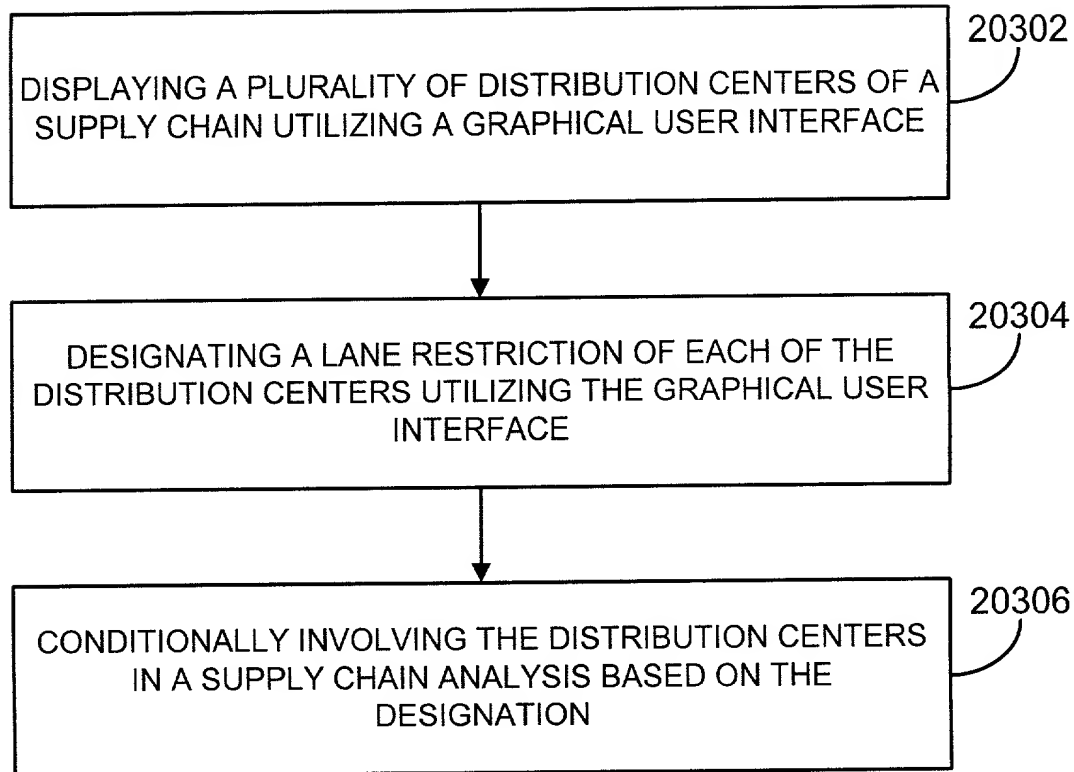 20302
DISPLAYING A PLURALITY OF DISTRIBUTION CENTERS OF A
SUPPLY CHAIN UTILIZING A GRAPHICAL USER INTERFACE
20304
DESIGNATING A LANE RESTRICTION OF EACH OF THE
DISTRIBUTION CENTERS UTILIZING THE GRAPHICAL USER
INTERFACE
20306
CONDITIONALLY INVOLVING THE DISTRIBUTION CENTERS
IN A SUPPLY CHAIN ANALYSIS BASED ON THE
DESIGNATION